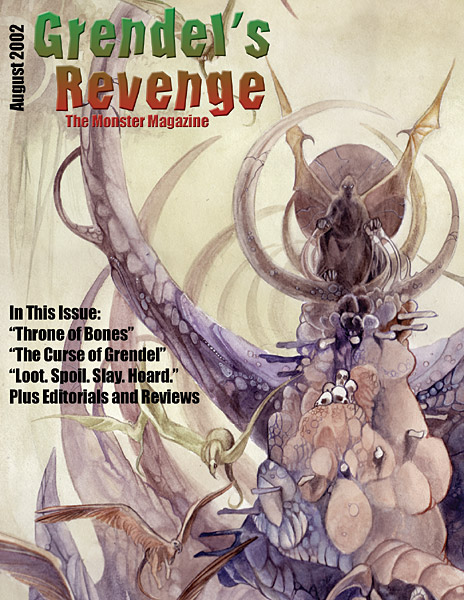 August 2002
Grendel's
Revenge
The Monster Magazine
In This Issue:
“Throne of Bones”
“The Curse of Grendel”
“Loot. Spoil. Slay. Hoard.”
Plus Editorials and Reviews